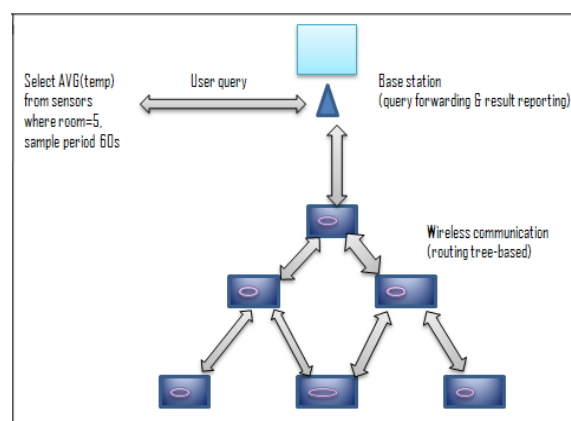 Select AVG(temp)
from sensors
where room=5,
sample period 60s
User query
Base station
(query forwarding & result reporting)
Wireless communication
(routing tree-based)